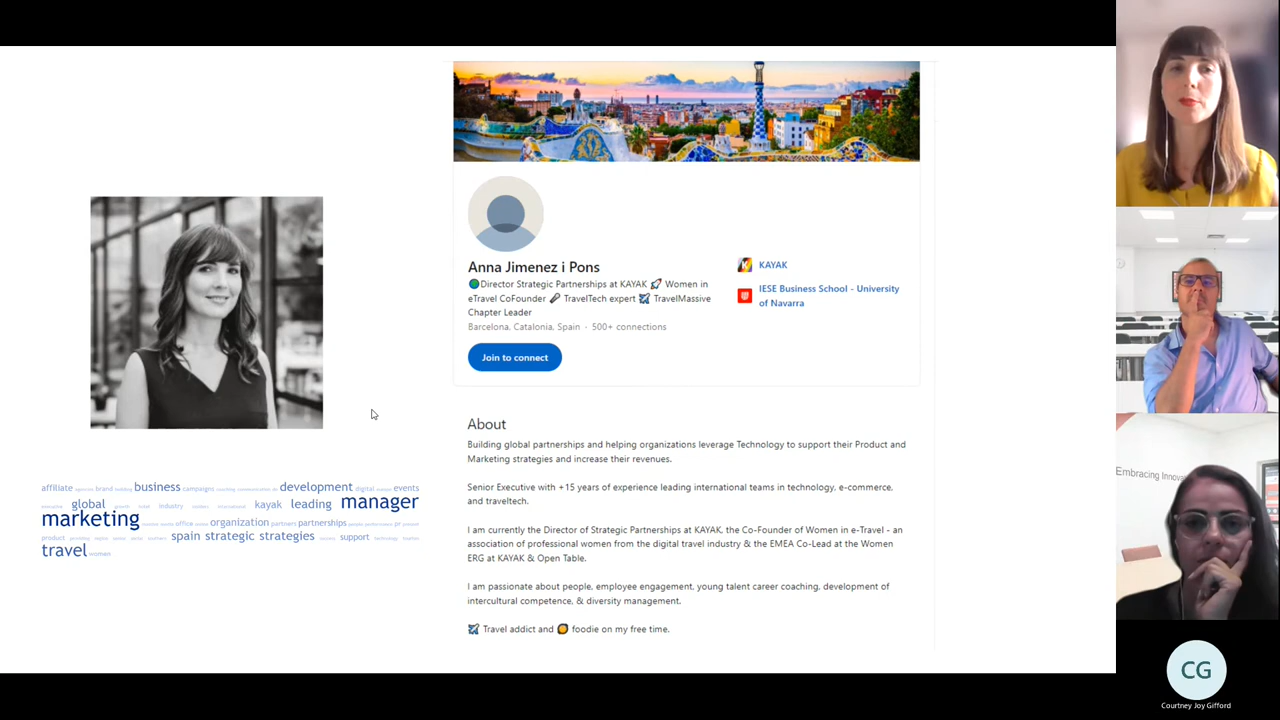 Anna Jimenez i Pons
Director Strategic Partnerships at KAYAK Women in
eTravel CoFounder TravelTech expert TravelMassive
Chapter Leader
Barcelona, Catalonia, Spain · 500+ connections
Join to connect
KAYAK
IESE Business School - University
of Navarra
About
Building global partnerships and helping organizations leverage Technology to support their Product and
Marketing strategies and increase their revenues.
Senior Executive with +15 years of experience leading international teams in technology, e-commerce,
and traveltech.
I am currently the Director of Strategic Partnerships at KAYAK, the Co-Founder of Women in e-Travel - an
association of professional women from the digital travel industry & the EMEA Co-Lead at the Women
ERG at KAYAK & Open Table.
I am passionate about people, employee engagement, young talent career coaching, development of
intercultural competence, & diversity management.
Travel addict and foodie on my free time.
affiliate brand business campaigns development digital events
global kayak leading manager
marketing office organization partners partnerships pr
product spain strategic strategies support
travel women
Embracing
CG
Courtney Joy Gifford